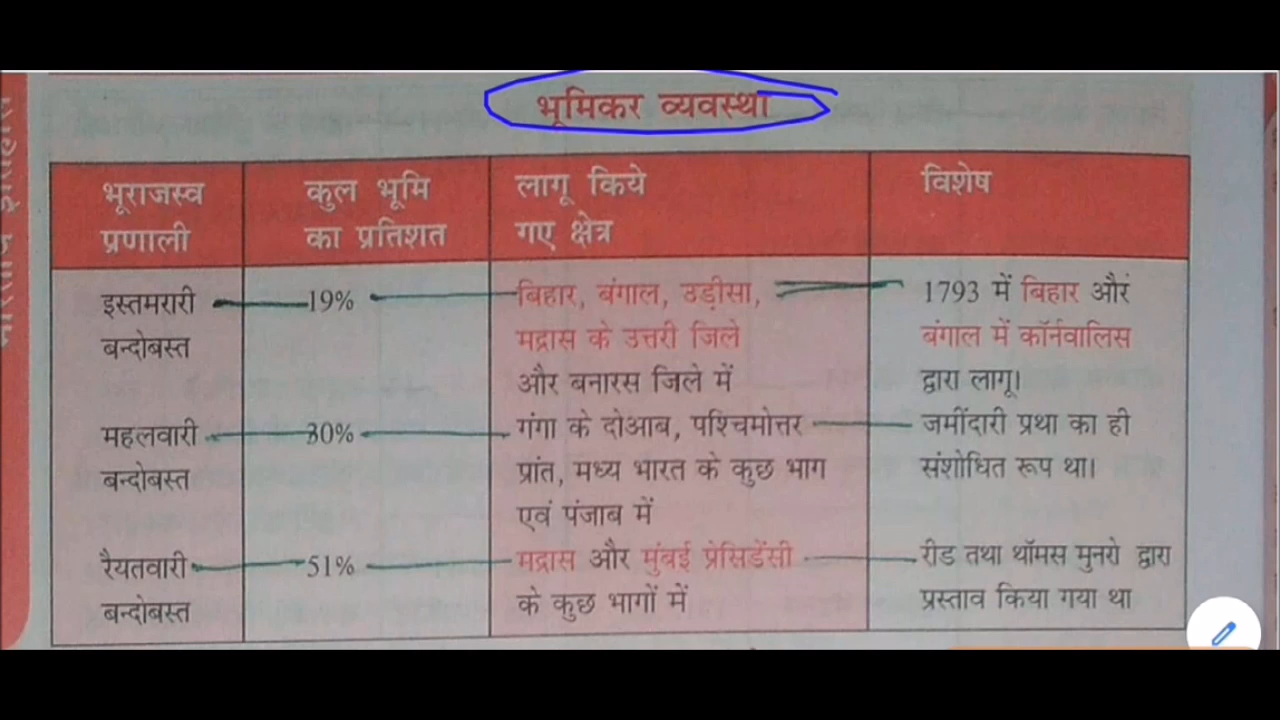 भारतीय इतिहास
भूमिकर व्यवस्था
भूराजस्व प्रणाली
कुल भूमि का प्रतिशत
लागू किये गए क्षेत्र
विशेष
इस्तमरारी बन्दोबस्त
19%
बिहार, बंगाल, उड़ीसा,
मद्रास के उत्तरी जिले
और बनारस जिले में
1793 में बिहार और
बंगाल में कॉर्नवालिस
द्वारा लागू।
महलवारी बन्दोबस्त
30%
गंगा के दोआब, पश्चिमोत्तर
प्रांत, मध्य भारत के कुछ भाग
एवं पंजाब में
जमींदारी प्रथा का ही
संशोधित रूप था।
रैयतवारी बन्दोबस्त
51%
मद्रास और मुंबई प्रेसिडेंसी
के कुछ भागों में
रीड तथा थॉमस मुनरो द्वारा
प्रस्ताव किया गया था